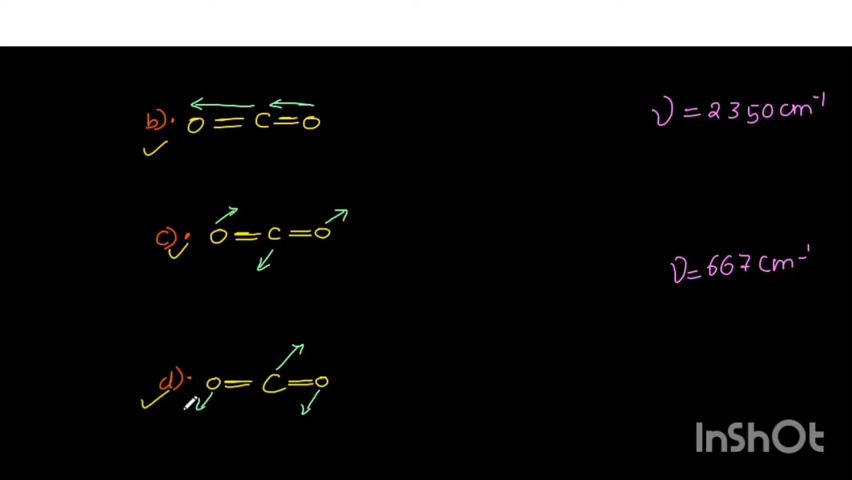 b). O = C = O ν = 2350 cm⁻¹
c). O = C = O
ν = 667 cm⁻¹
d). O = C = O
InShOt